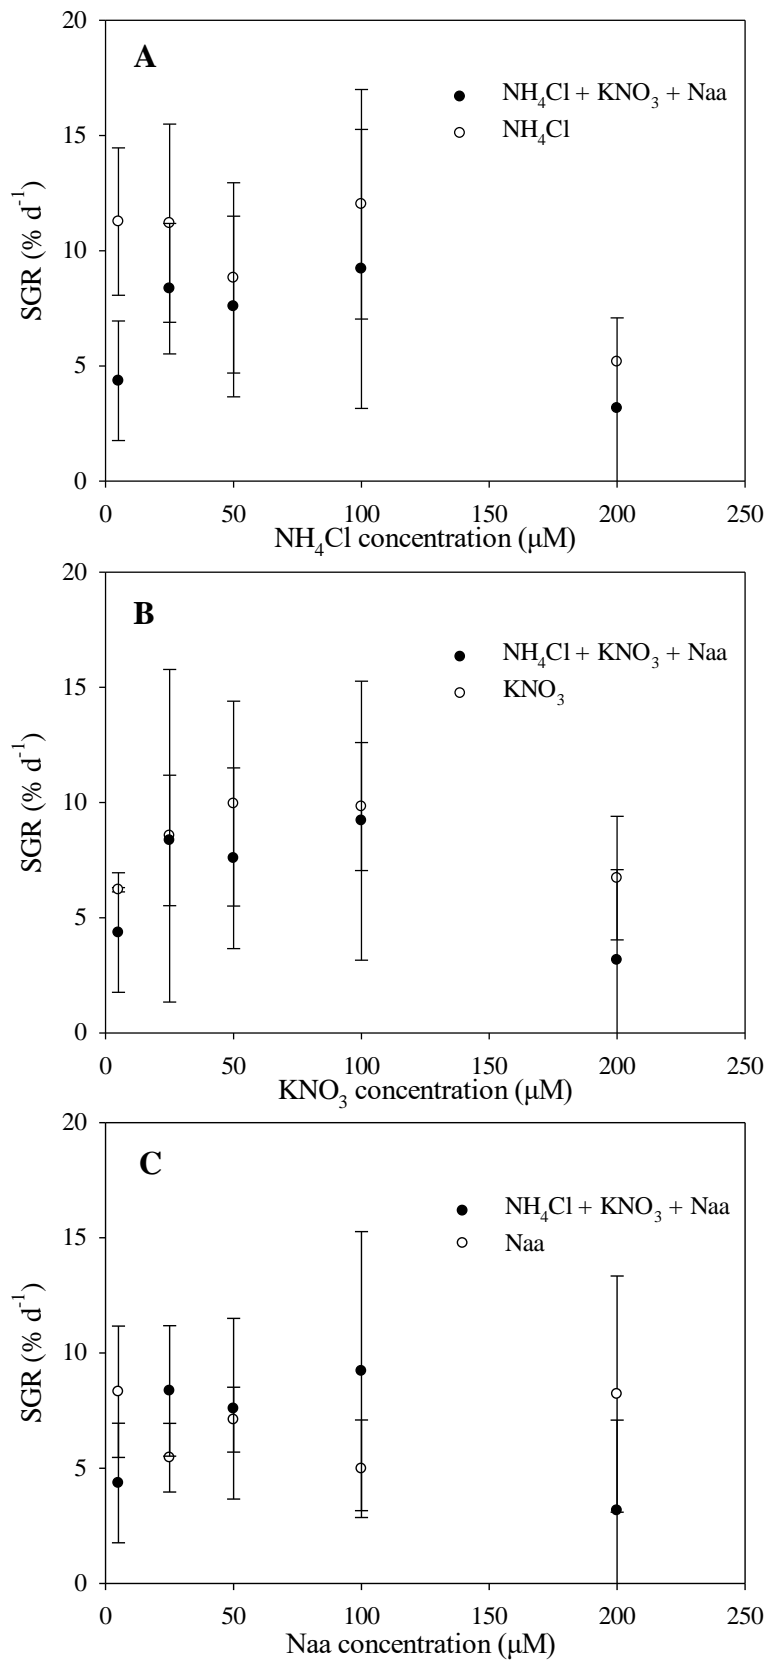 20
A
NH₄Cl + KNO₃ + Naa
NH₄Cl
15
10
5
0
SGR (% d⁻¹)
0 50 100 150 200 250
NH₄Cl concentration (μM)
20
B
NH₄Cl + KNO₃ + Naa
KNO₃
15
10
5
0
SGR (% d⁻¹)
0 50 100 150 200 250
KNO₃ concentration (μM)
20
C
NH₄Cl + KNO₃ + Naa
Naa
15
10
5
0
SGR (% d⁻¹)
0 50 100 150 200 250
Naa concentration (μM)